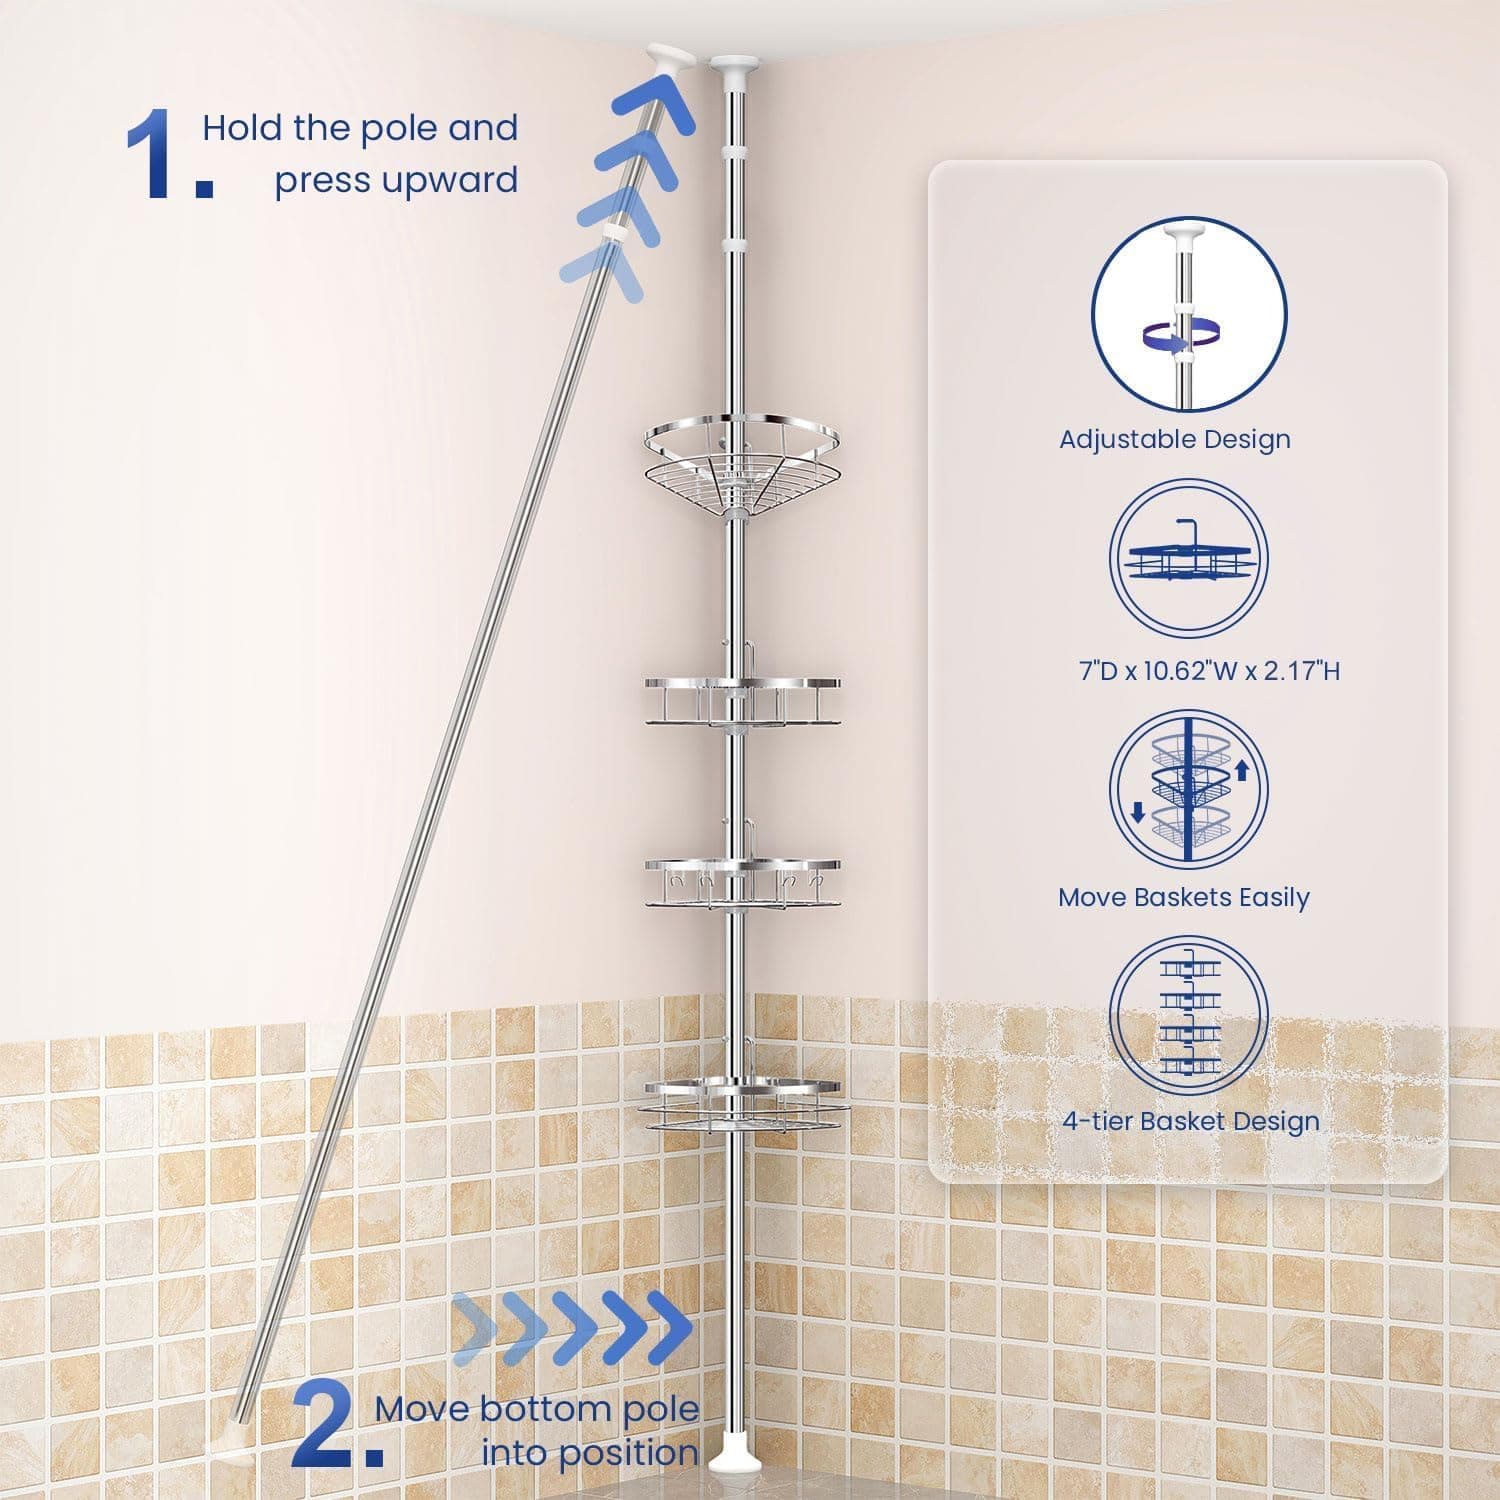 1. Hold the pole and
press upward
Adjustable Design
7"D x 10.62"W x 2.17"H
Move Baskets Easily
4-tier Basket Design
2. Move bottom pole
into position